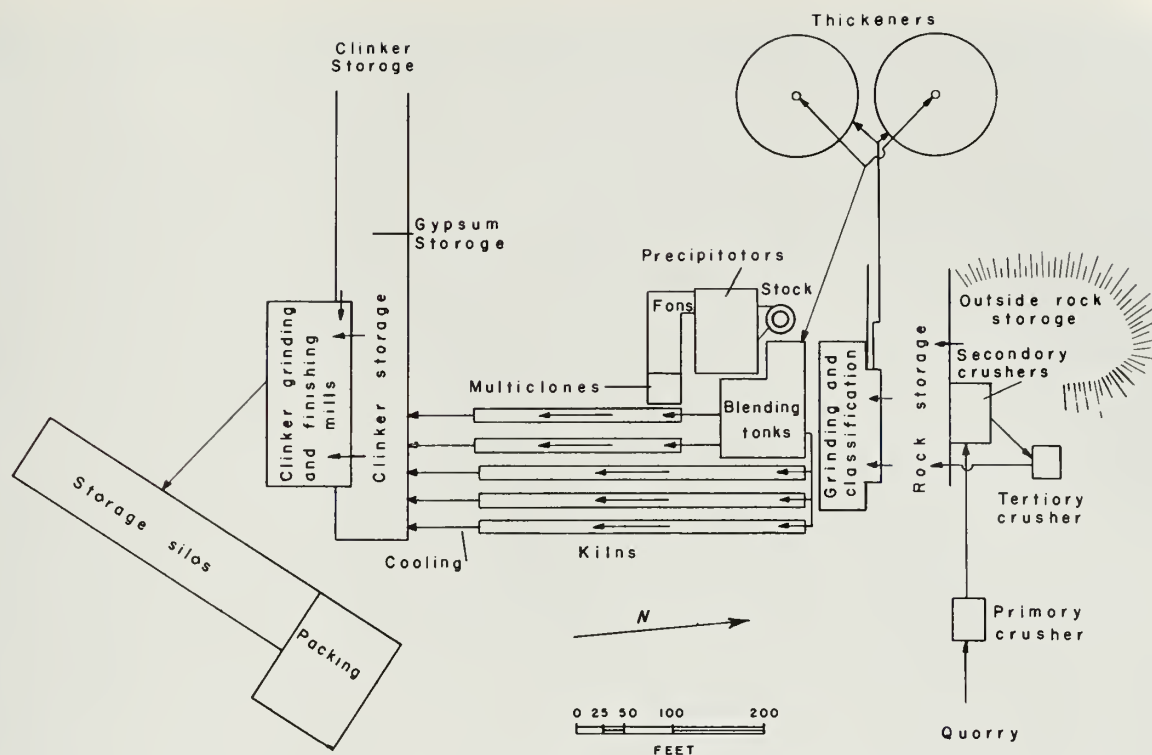 Thickeners
Clinker
Storage
Gypsum
Storoge
Precipitotors
Stock
Fons
Multiclones
Outside rock
storage
Secondory
crushers
Rock storage
Clinker grinding
and finishing
mills
Clinker storage
Blending
tonks
Grinding and
classification
Tertiory
crusher
Cooling
Kilns
Storage silos
Packing
N
Primory
crusher
0 25 50 100 200
FEET
Quorry